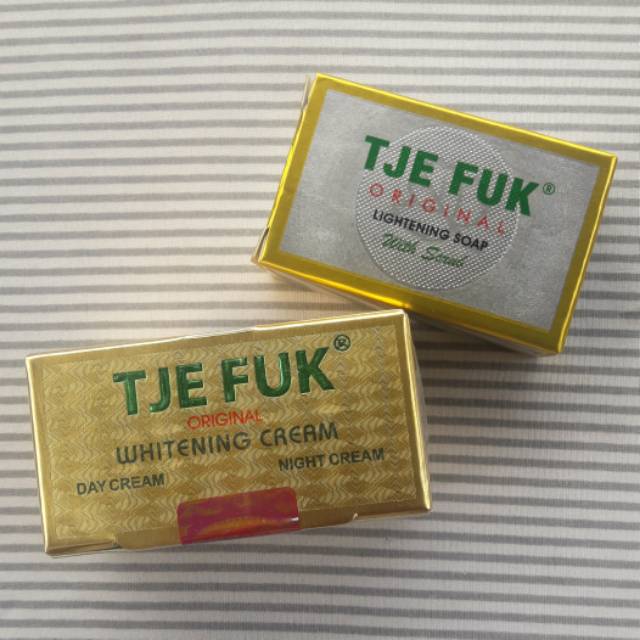 TJE FUK®
ORIGINAL
LIGHTENING SOAP
With Scrub
TJE FUK®
ORIGINAL
WHITENING CREAM
DAY CREAM
NIGHT CREAM